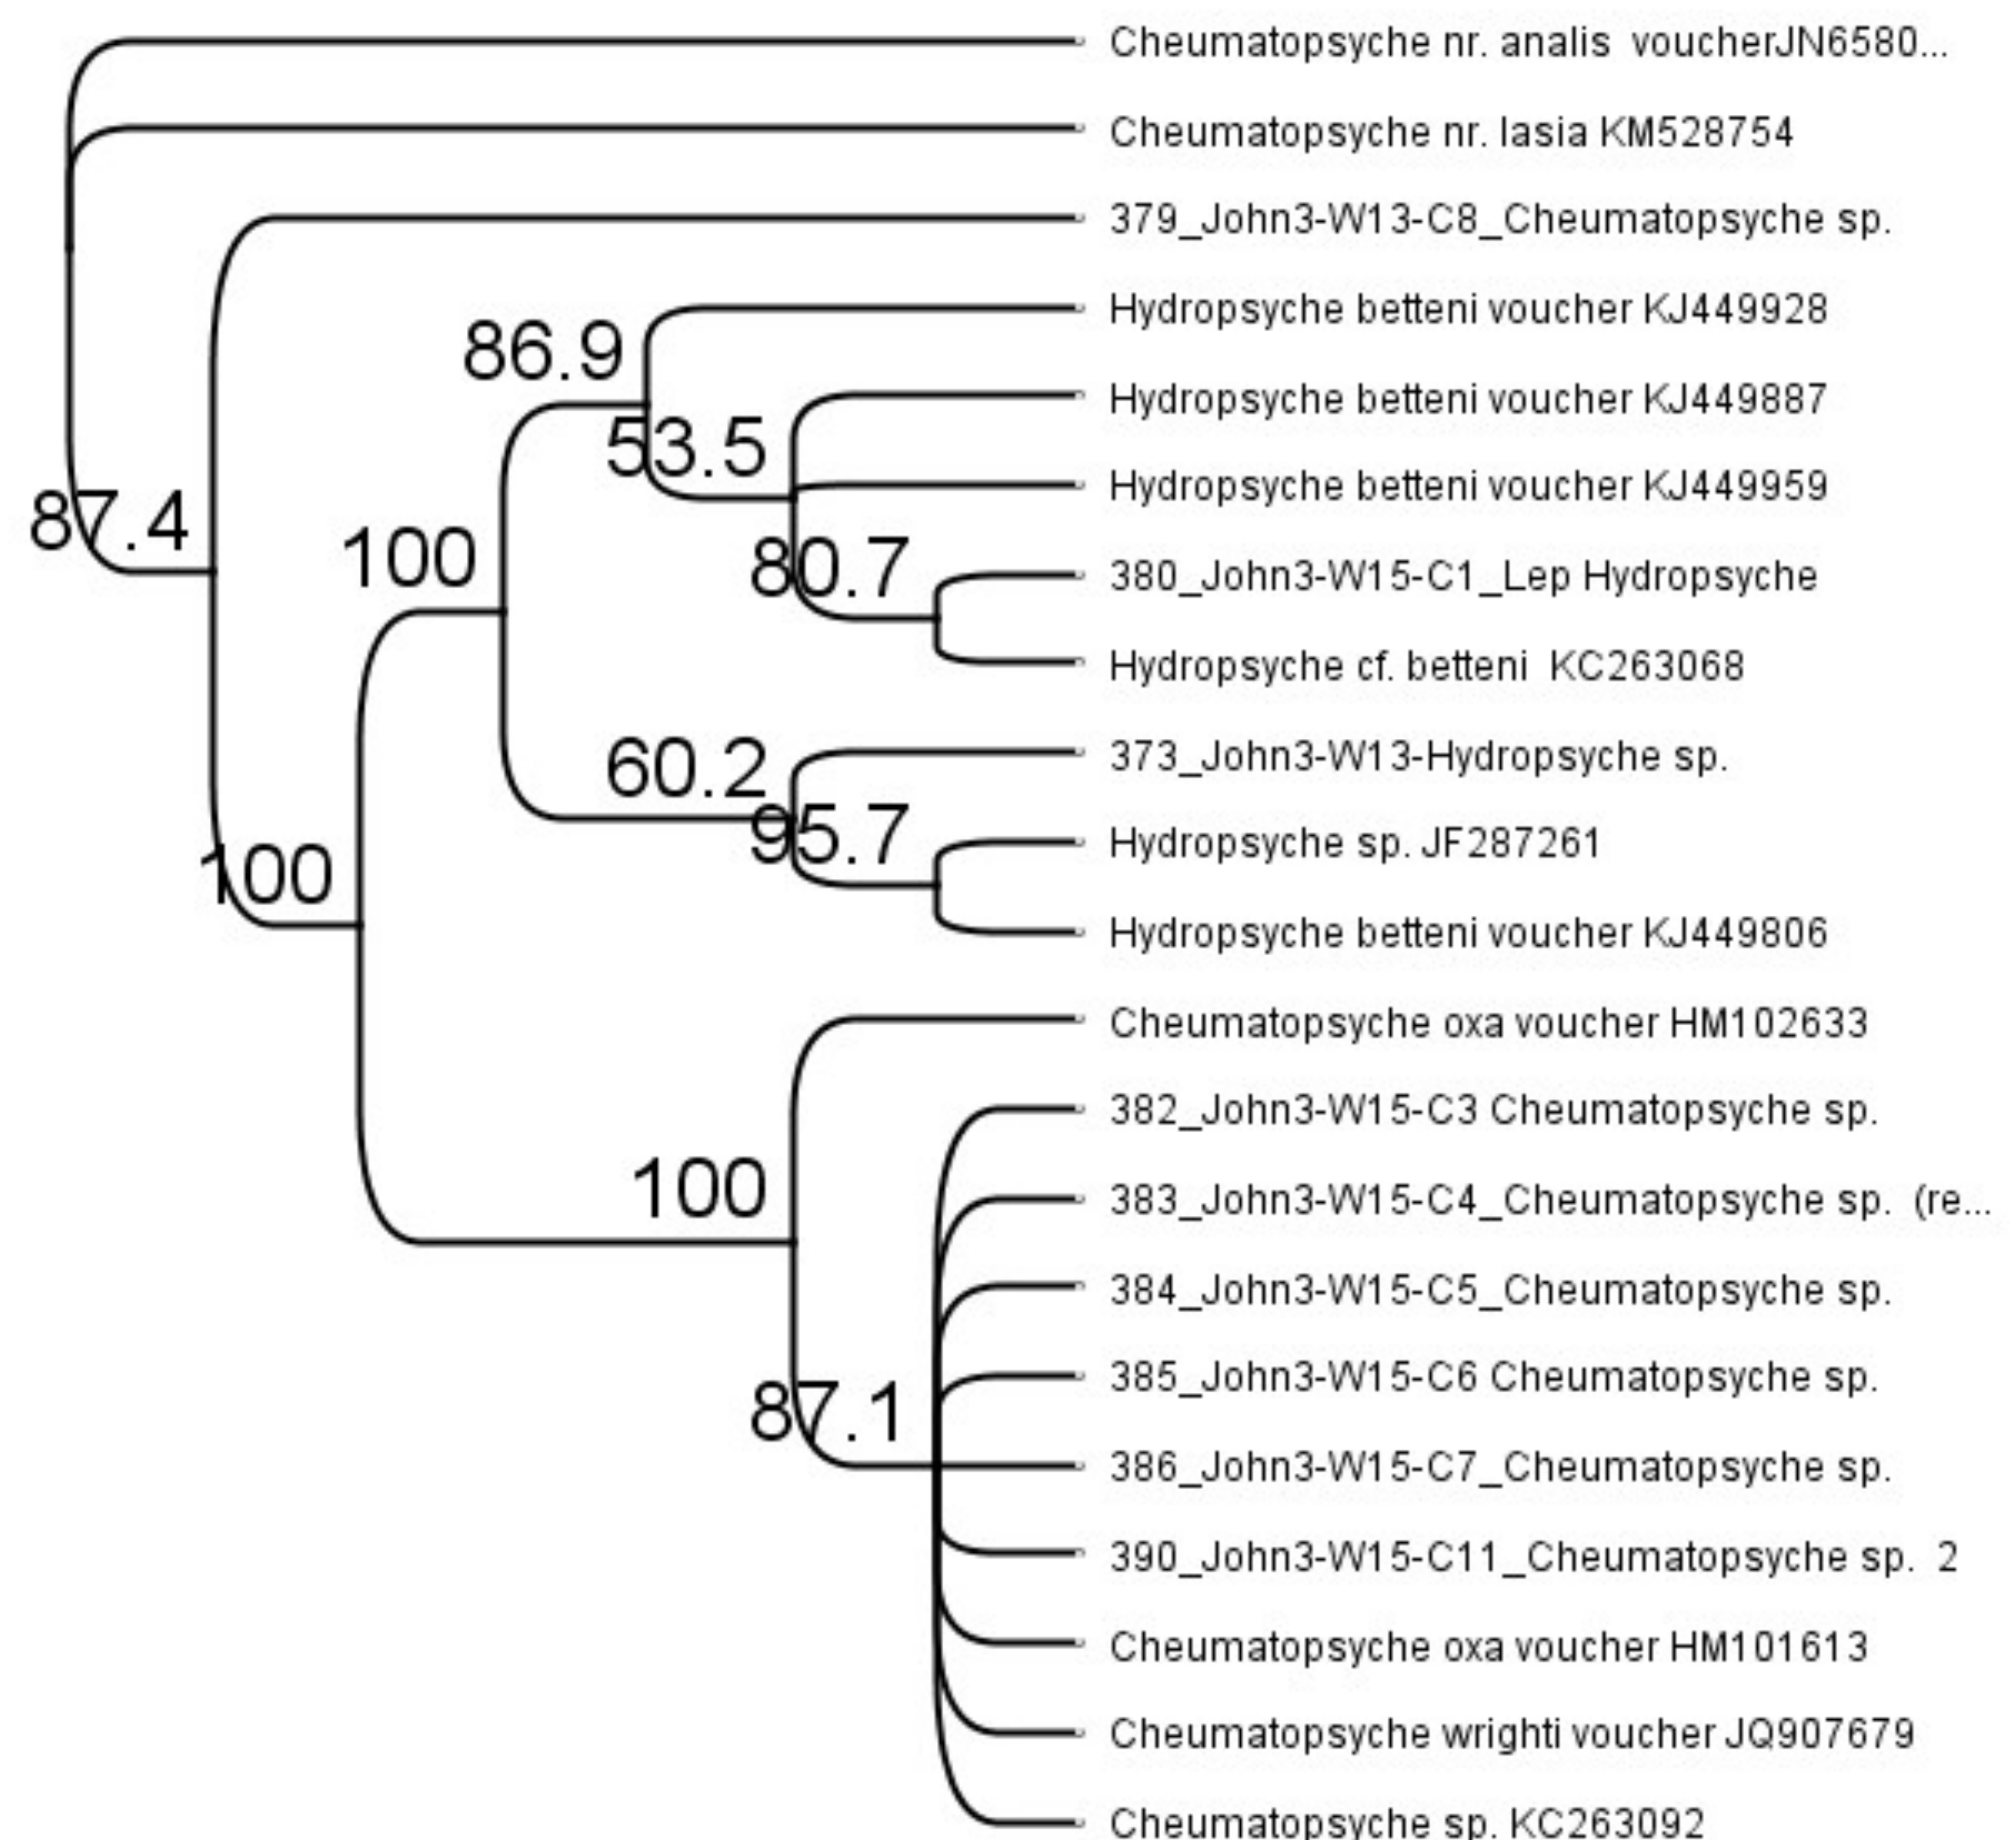 Cheumatopsyche nr. analis  voucherJN6580...
Cheumatopsyche nr. lasia KM528754
379_John3-W13-C8_Cheumatopsyche sp.
Hydropsyche betteni voucher KJ449928
86.9
Hydropsyche betteni voucher KJ449887
53.5
Hydropsyche betteni voucher KJ449959
87.4
100
80.7
380_John3-W15-C1_Lep Hydropsyche
Hydropsyche cf. betteni  KC263068
60.2
373_John3-W13-Hydropsyche sp.
95.7
Hydropsyche sp. JF287261
100
Hydropsyche betteni voucher KJ449806
Cheumatopsyche oxa voucher HM102633
382_John3-W15-C3 Cheumatopsyche sp.
100
383_John3-W15-C4_Cheumatopsyche sp.  (re...
384_John3-W15-C5_Cheumatopsyche sp.
385_John3-W15-C6 Cheumatopsyche sp.
87.1
386_John3-W15-C7_Cheumatopsyche sp.
390_John3-W15-C11_Cheumatopsyche sp.  2
Cheumatopsyche oxa voucher HM101613
Cheumatopsyche wrighti voucher JQ907679
Cheumatopsyche sp. KC263092